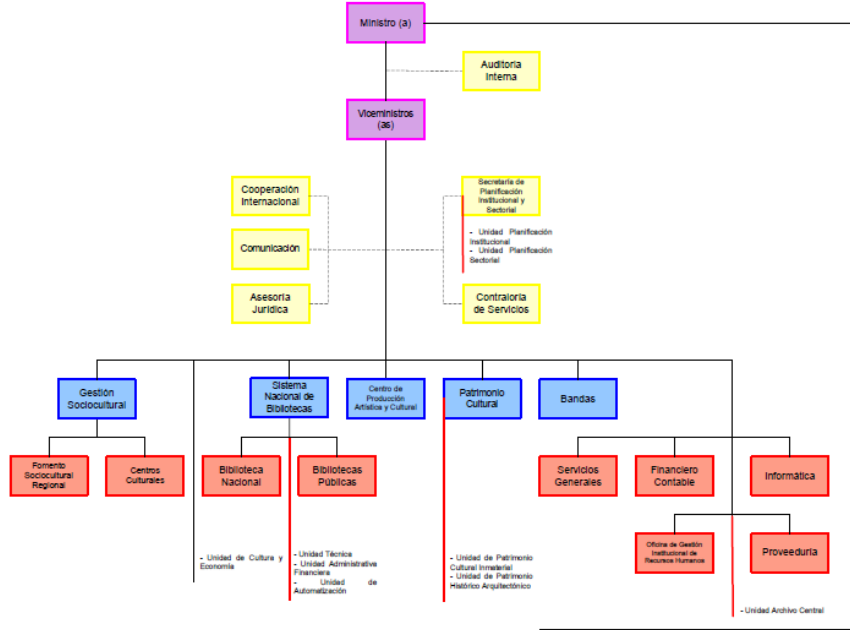 Ministro (a)
Auditoría
Interna
Viceministros
(as)
Cooperación
Internacional
Secretaría de
Planificación
Institucional y
Sectorial
- Unidad Planificación
Institucional
- Unidad Planificación
Sectorial
Comunicación
Asesoría
Jurídica
Contraloría
de Servicios
Gestión
Sociocultural
Sistema
Nacional de
Bibliotecas
Centro de
Producción
Artística y Cultural
Patrimonio
Cultural
Bandas
Fomento
Sociocultural
Regional
Centros
Culturales
Biblioteca
Nacional
Bibliotecas
Públicas
Servicios
Generales
Financiero
Contable
Informática
- Unidad de Cultura y
Economía
- Unidad Técnica
- Unidad Administrativa
Financiera
- Unidad de
Automatización
- Unidad de Patrimonio
Cultural Inmaterial
- Unidad de Patrimonio
Histórico Arquitectónico
Oficina de Gestión
Institucional de
Recursos Humanos
Proveeduría
- Unidad Archivo Central